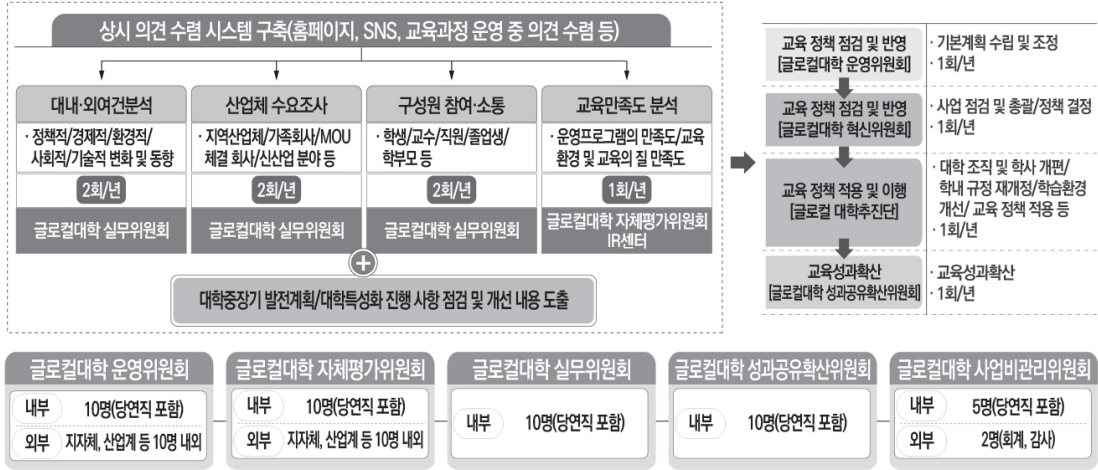 상시 의견 수렴 시스템 구축(홈페이지, SNS, 교육과정 운영 중 의견 수렴 등)
대내·외여건분석
· 정책적/경제적/환경적/
사회적/기술적 변화 및 동향
2회/년
글로컬대학 실무위원회
산업체 수요조사
· 지역산업체/가족회사/MOU
체결 회사/신산업 분야 등
2회/년
글로컬대학 실무위원회
구성원 참여·소통
· 학생/교수/직원/졸업생/
학부모 등
2회/년
글로컬대학 실무위원회
교육만족도 분석
· 운영프로그램의 만족도/교육
환경 및 교육의 질 만족도
1회/년
글로컬대학 자체평가위원회
IR센터
+
대학중장기 발전계획/대학특성화 진행 사항 점검 및 개선 내용 도출
교육 정책 점검 및 반영
[글로컬대학 운영위원회]
· 기본계획 수립 및 조정
· 1회/년
교육 정책 점검 및 반영
[글로컬대학 혁신위원회]
· 사업 점검 및 총괄/정책 결정
· 1회/년
교육 정책 적용 및 이행
[글로컬 대학추진단]
· 대학 조직 및 학사 개편/
학내 규정 재개정/학습환경
개선/ 교육 정책 적용 등
· 1회/년
교육성과확산
[글로컬대학 성과공유확산위원회]
· 교육성과확산
· 1회/년
글로컬대학 운영위원회
내부 10명(당연직 포함)
외부 지자체, 산업계 등 10명 내외
글로컬대학 자체평가위원회
내부 10명(당연직 포함)
외부 지자체, 산업계 등 10명 내외
글로컬대학 실무위원회
내부 10명(당연직 포함)
글로컬대학 성과공유확산위원회
내부 10명(당연직 포함)
글로컬대학 사업비관리위원회
내부 5명(당연직 포함)
외부 2명(회계, 감사)